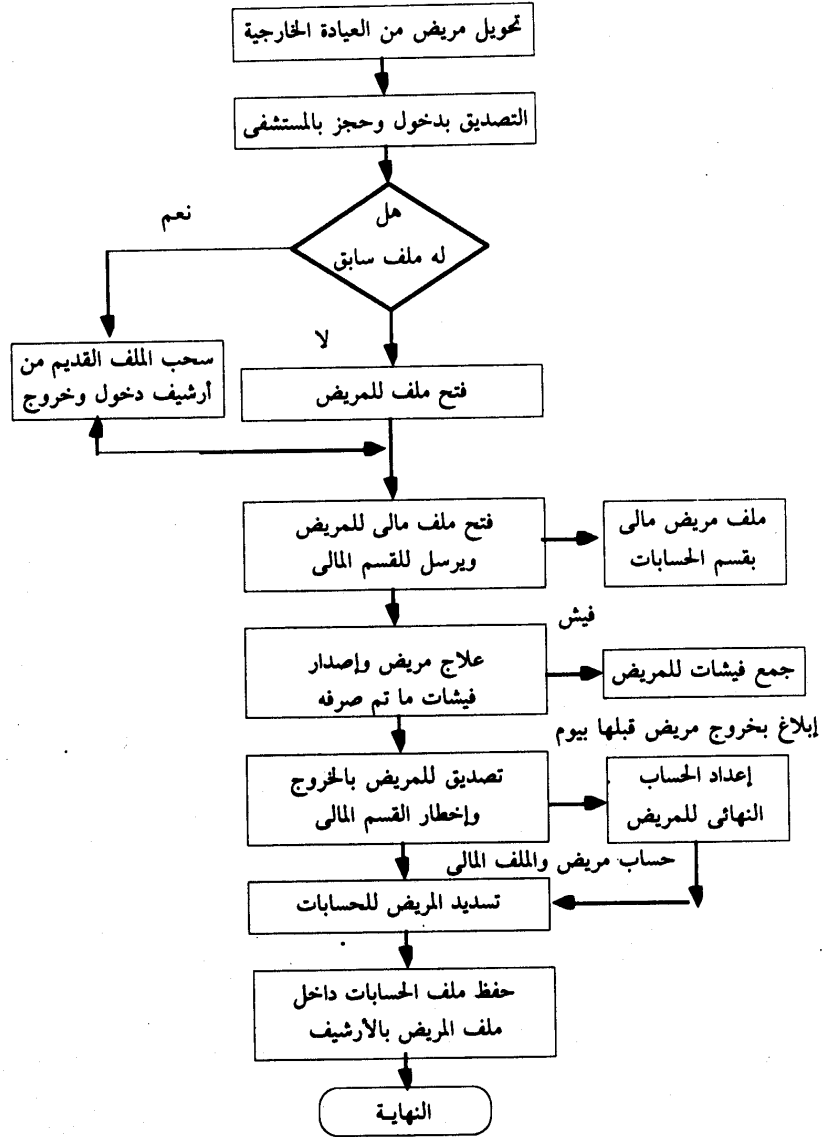 تحويل مريض من العيادة الخارجية
التصديق بدخول وحجز بالمستشفى
هل
له ملف سابق
نعم
لا
سحب الملف القديم من
أرشيف دخول وخروج
فتح ملف للمريض
فتح ملف مالى للمريض
ويرسل للقسم المالى
ملف مريض مالى
بقسم الحسابات
فيش
علاج مريض وإصدار
فيشات ما تم صرفه
جمع فيشات للمريض
إبلاغ بخروج مريض قبلها بيوم
تصديق للمريض بالخروج
وإخطار القسم المالى
إعداد الحساب
النهائى للمريض
حساب مريض والملف المالى
تسديد المريض للحسابات
حفظ ملف الحسابات داخل
ملف المريض بالأرشيف
النهايـة